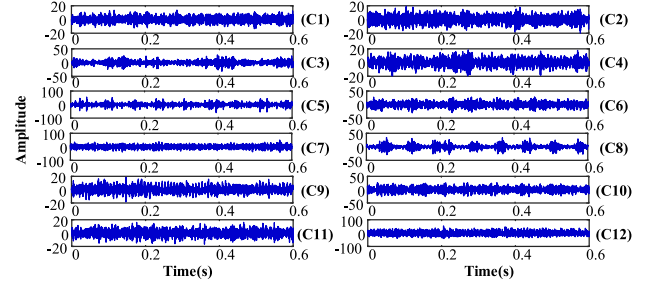 20 0 -20 0 0.2 0.4 0.6 (C1)
20 0 -20 0 0.2 0.4 0.6 (C2)
50 0 -50 0 0.2 0.4 0.6 (C3)
20 0 -20 0 0.2 0.4 0.6 (C4)
100 0 -100 0 0.2 0.4 0.6 (C5)
50 0 -50 0 0.2 0.4 0.6 (C6)
100 0 -100 0 0.2 0.4 0.6 (C7)
50 0 -50 0 0.2 0.4 0.6 (C8)
20 0 -20 0 0.2 0.4 0.6 (C9)
50 0 -50 0 0.2 0.4 0.6 (C10)
20 0 -20 0 0.2 0.4 0.6 (C11)
100 0 -100 0 0.2 0.4 0.6 (C12)
Amplitude
Time(s)
Time(s)